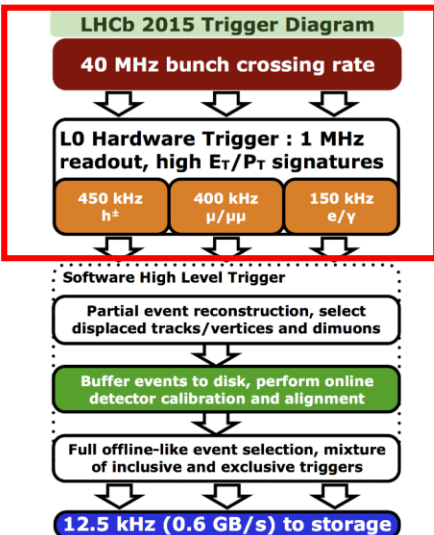 LHCb 2015 Trigger Diagram
40 MHz bunch crossing rate
L0 Hardware Trigger : 1 MHz
readout, high Eᴛ/Pᴛ signatures
450 kHz
h±
400 kHz
µ/µµ
150 kHz
e/γ
Software High Level Trigger
Partial event reconstruction, select
displaced tracks/vertices and dimuons
Buffer events to disk, perform online
detector calibration and alignment
Full offline-like event selection, mixture
of inclusive and exclusive triggers
12.5 kHz (0.6 GB/s) to storage